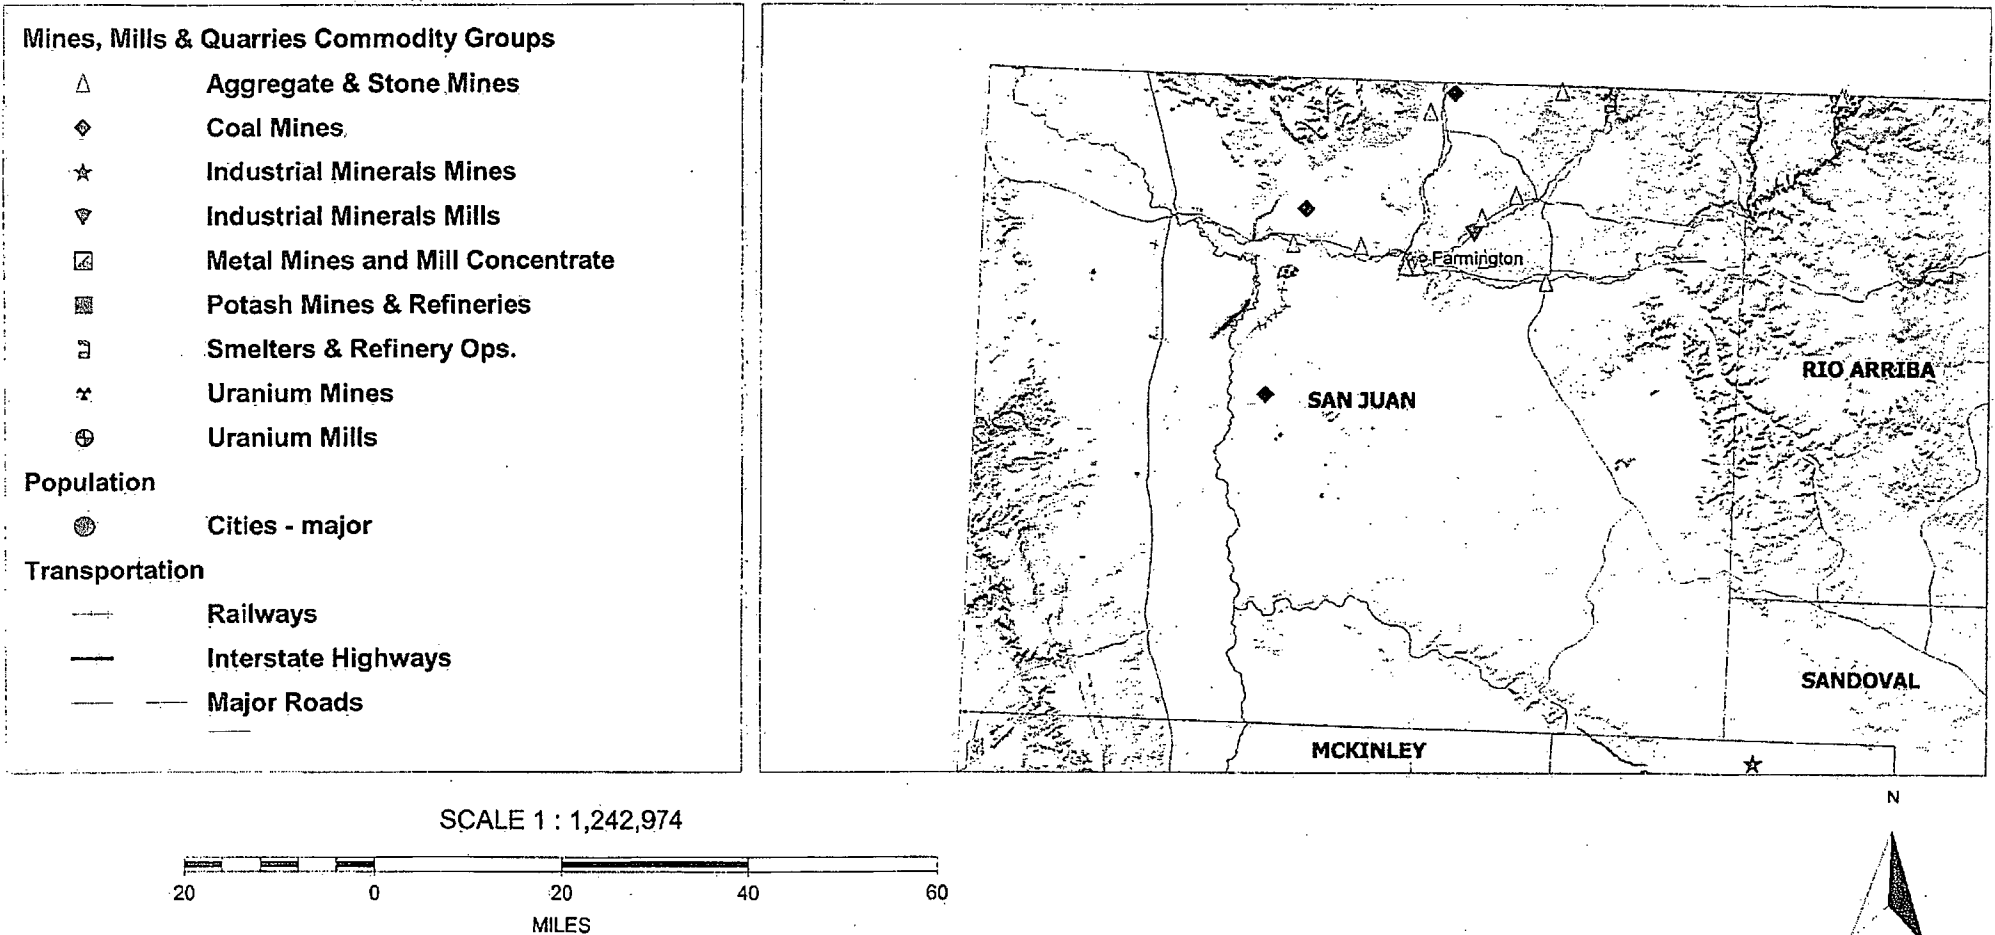 Mines, Mills & Quarries Commodity Groups
Aggregate & Stone Mines
Coal Mines
Industrial Minerals Mines
Industrial Minerals Mills
Metal Mines and Mill Concentrate
Potash Mines & Refineries
Smelters & Refinery Ops.
Uranium Mines
Uranium Mills
Population
Cities - major
Transportation
Railways
Interstate Highways
Major Roads
Farmington
RIO ARRIBA
SAN JUAN
SANDOVAL
MCKINLEY
SCALE 1 : 1,242,974
20 0 20 40 60
MILES
N